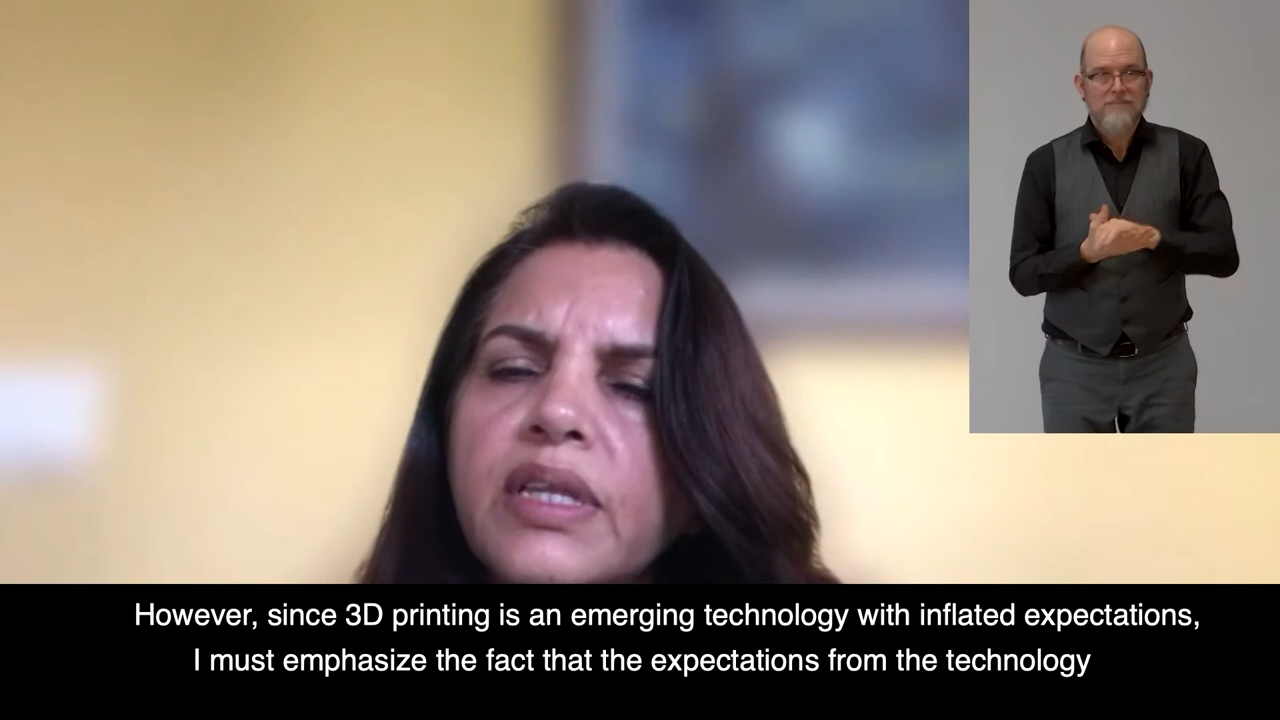 However, since 3D printing is an emerging technology with inflated expectations,
I must emphasize the fact that the expectations from the technology